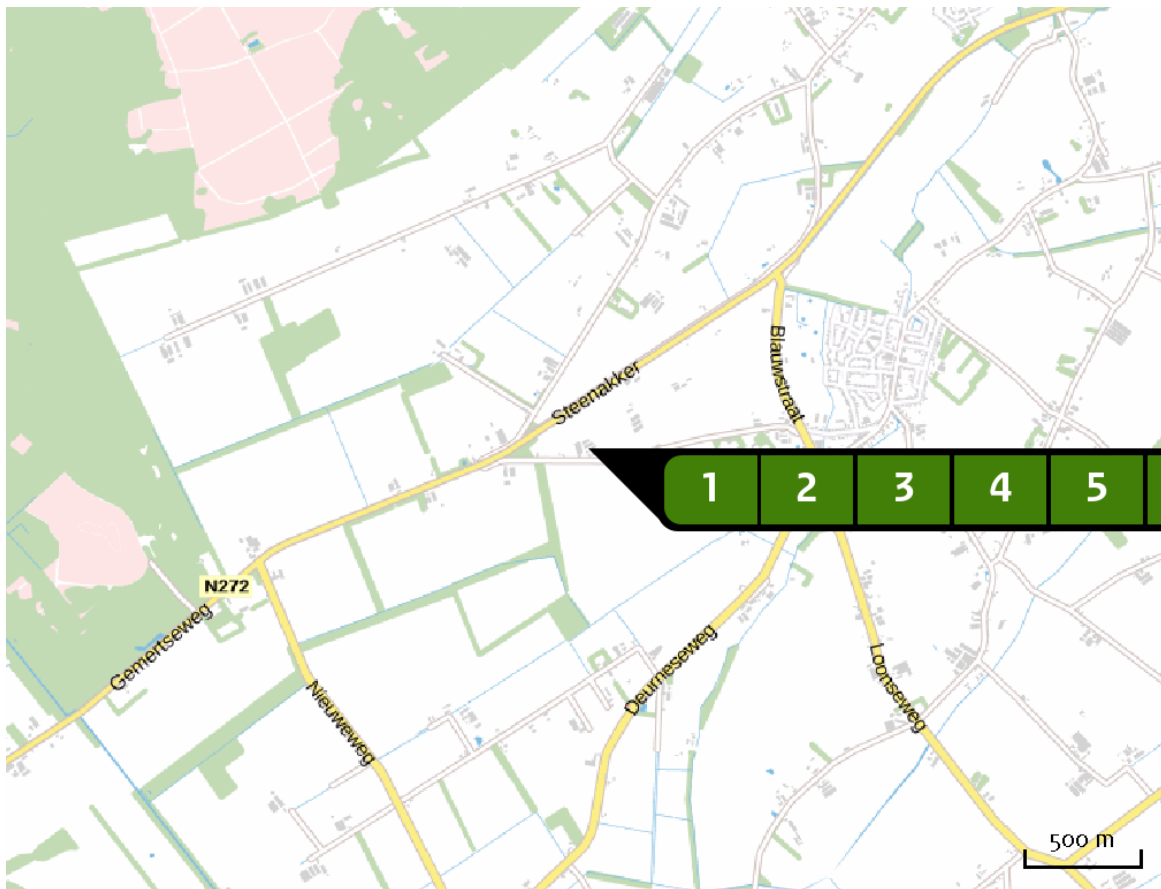 Steenakker
Blauwstraat
1 2 3 4 5
N272
Gemertseweg
Nieuweweg
Deurneseweg
Loonseweg
500 m